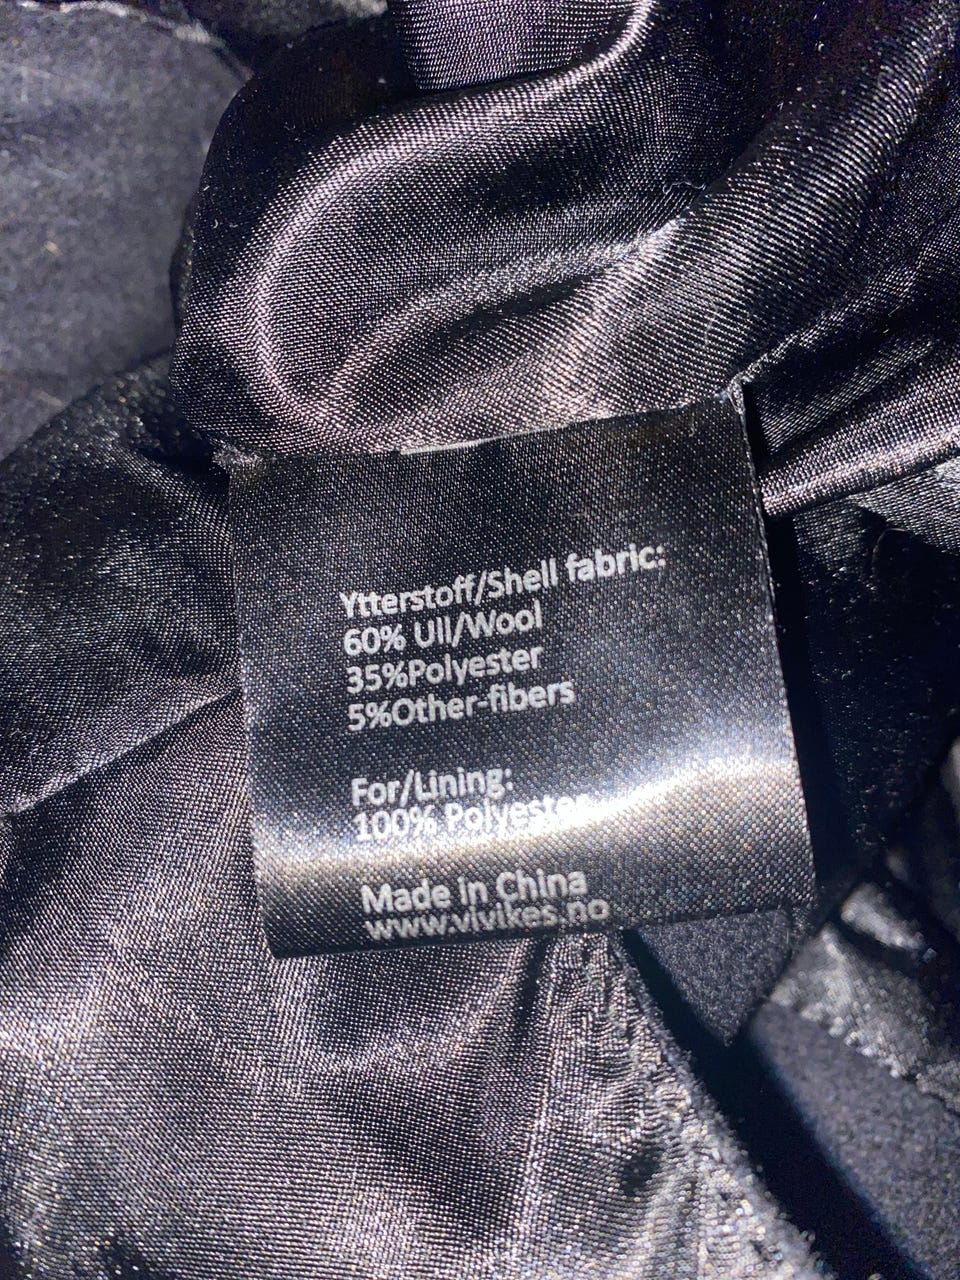 Ytterstoff/Shell fabric:
60% Ull/Wool
35%Polyester
5%Other-fibers
For/Lining:
100% Polyester
Made in China
www.vivikes.no